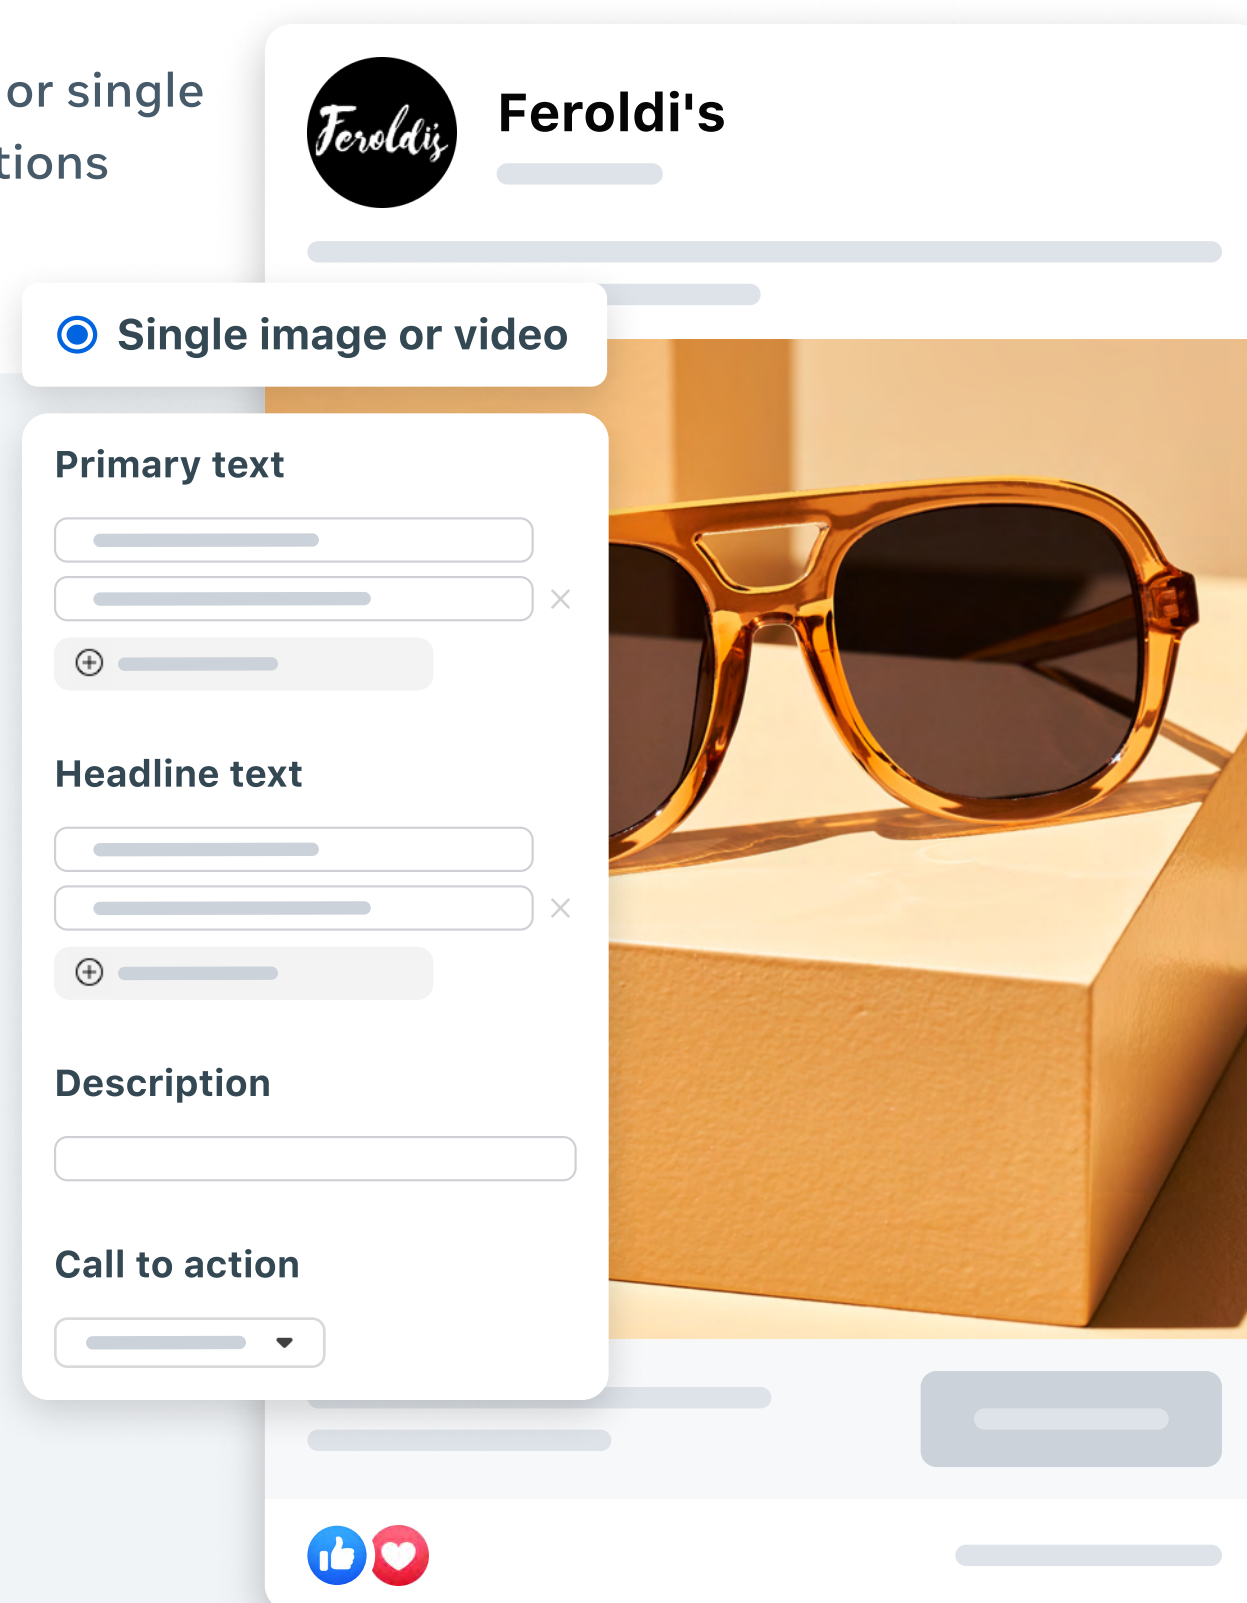 or single
tions
Feroldi's
Feroldi's
Single image or video
Primary text
Headline text
Description
Call to action